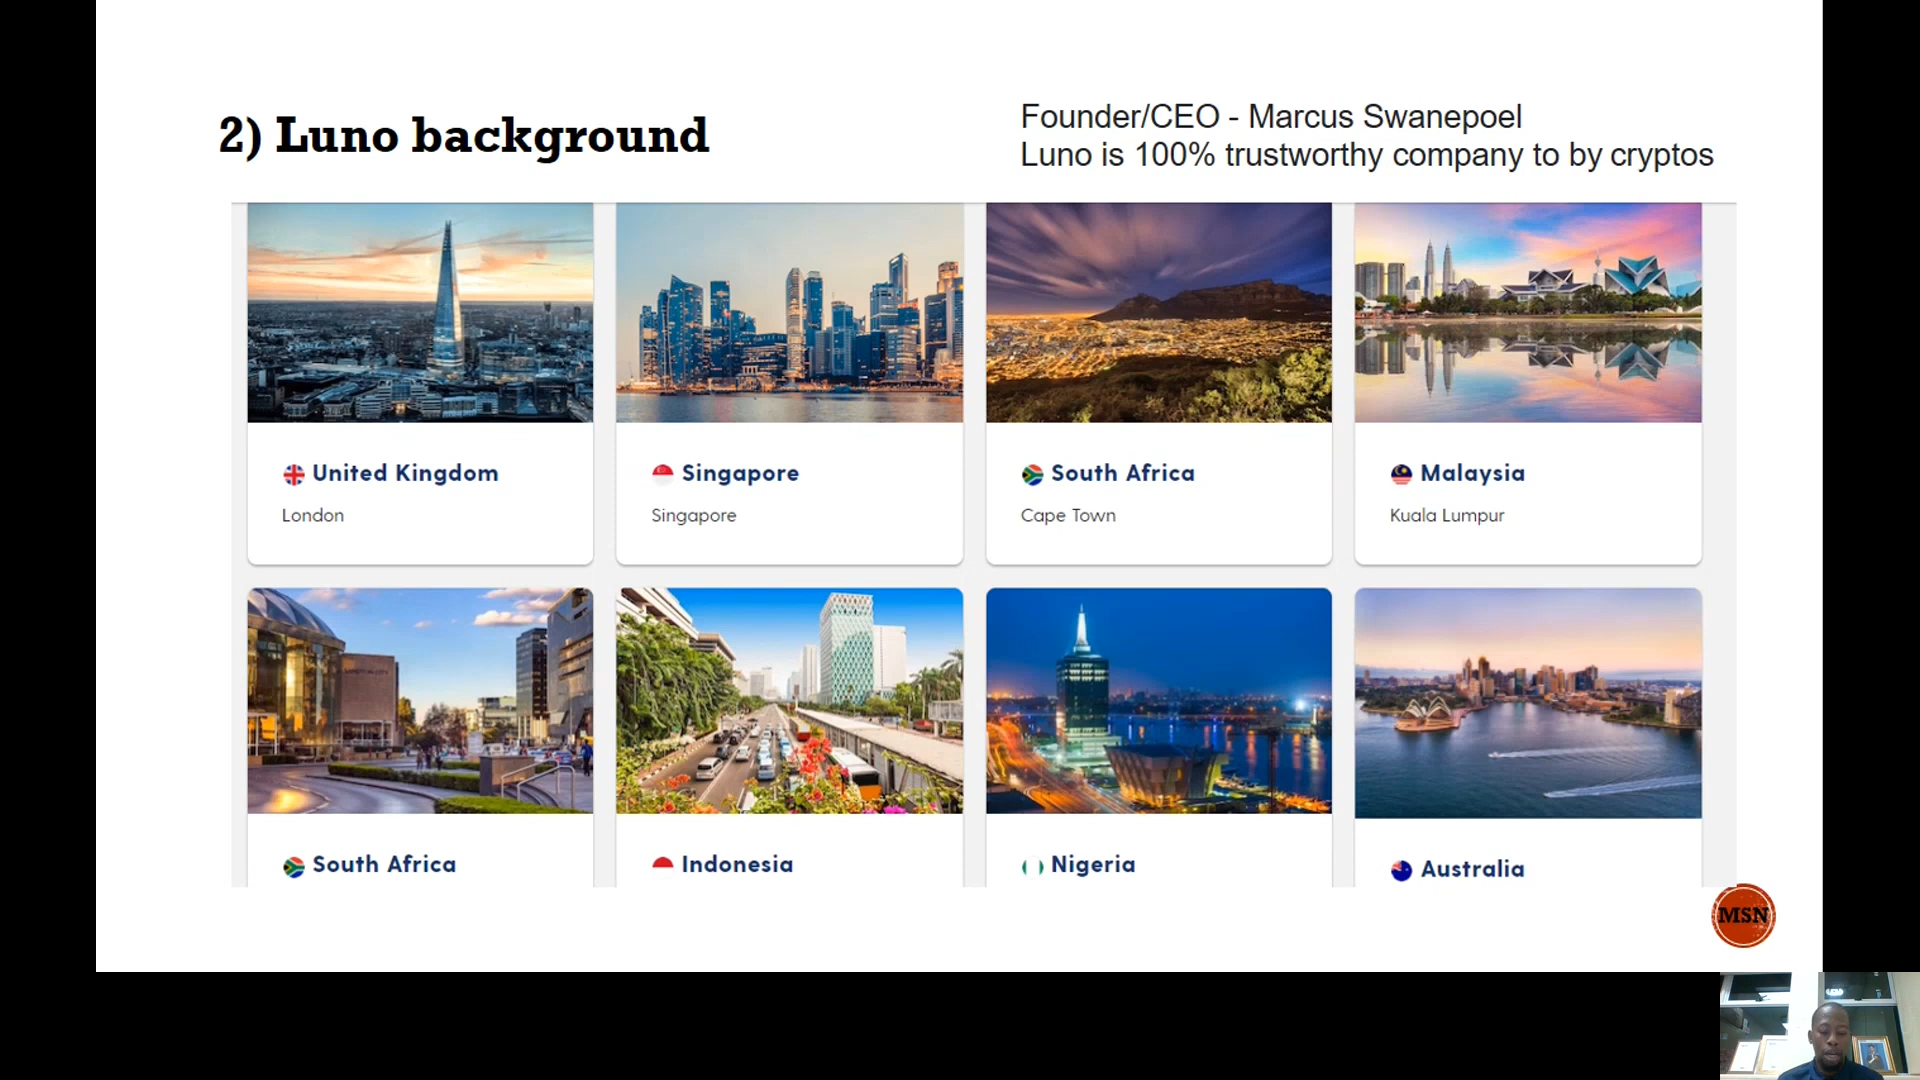 2) Luno background
Founder/CEO - Marcus Swanepoel
Luno is 100% trustworthy company to by cryptos
United Kingdom
London
Singapore
Singapore
South Africa
Cape Town
Malaysia
Kuala Lumpur
South Africa
Indonesia
Nigeria
Australia
MSN